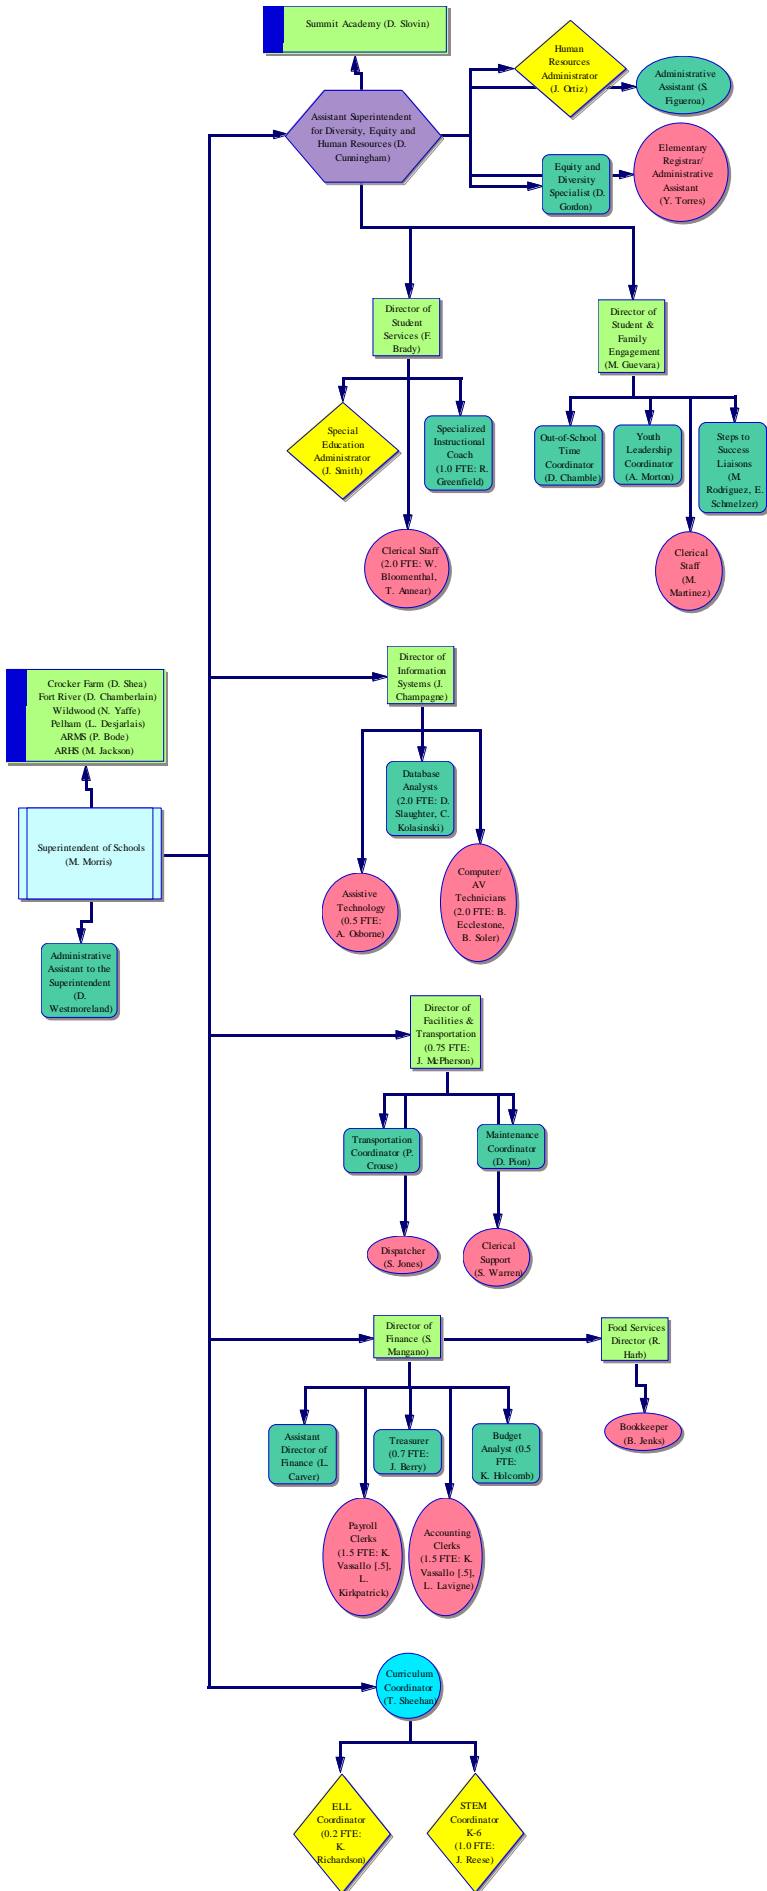 Summit Academy (D. Slovin)
Human
Resources
Administrator
(J. Ortiz)
Administrative
Assistant (S.
Figueroa)
Assistant Superintendent
for Diversity, Equity and
Human Resources (D.
Cunningham)
Elementary
Registrar/
Administrative
Assistant
(Y. Torres)
Equity and
Diversity
Specialist (D.
Gordon)
Director of
Student
Services (F.
Brady)
Director of
Student &
Family
Engagement
(M. Guevara)
Special
Education
Administrator
(J. Smith)
Specialized
Instructional
Coach
(1.0 FTE: R.
Greenfield)
Out-of-School
Time
Coordinator
(D. Chamble)
Youth
Leadership
Coordinator
(A. Morton)
Steps to
Success
Liaisons
(M.
Rodriguez, E.
Schmelzer)
Clerical Staff
(2.0 FTE: W.
Bloomenthal,
T. Annear)
Clerical
Staff
(M.
Martinez)
Director of
Information
Systems (J.
Champagne)
Crocker Farm (D. Shea)
Fort River (D. Chamberlain)
Wildwood (N. Yaffe)
Pelham (L. Desjarlais)
ARMS (P. Bode)
ARHS (M. Jackson)
Database
Analysts
(2.0 FTE: D.
Slaughter, C.
Kolasinski)
Superintendent of Schools
(M. Morris)
Assistive
Technology
(0.5 FTE:
A. Osborne)
Computer/
AV
Technicians
(2.0 FTE: B.
Ecclestone,
B. Soler)
Administrative
Assistant to the
Superintendent
(D.
Westmoreland)
Director of
Facilities &
Transportation
(0.75 FTE:
J. McPherson)
Transportation
Coordinator (P.
Crouse)
Maintenance
Coordinator
(D. Pion)
Dispatcher
(S. Jones)
Clerical
Support
(S. Warren)
Director of
Finance (S.
Mangano)
Food Services
Director (R.
Harb)
Assistant
Director of
Finance (L.
Carver)
Treasurer
(0.7 FTE:
J. Berry)
Budget
Analyst (0.5
FTE:
K. Holcomb)
Bookkeeper
(B. Jenks)
Payroll
Clerks
(1.5 FTE: K.
Vassallo [.5],
L.
Kirkpatrick)
Accounting
Clerks
(1.5 FTE: K.
Vassallo [.5],
L. Lavigne)
Curriculum
Coordinator
(T. Sheehan)
ELL
Coordinator
(0.2 FTE:
K.
Richardson)
STEM
Coordinator
K-6
(1.0 FTE:
J. Reese)